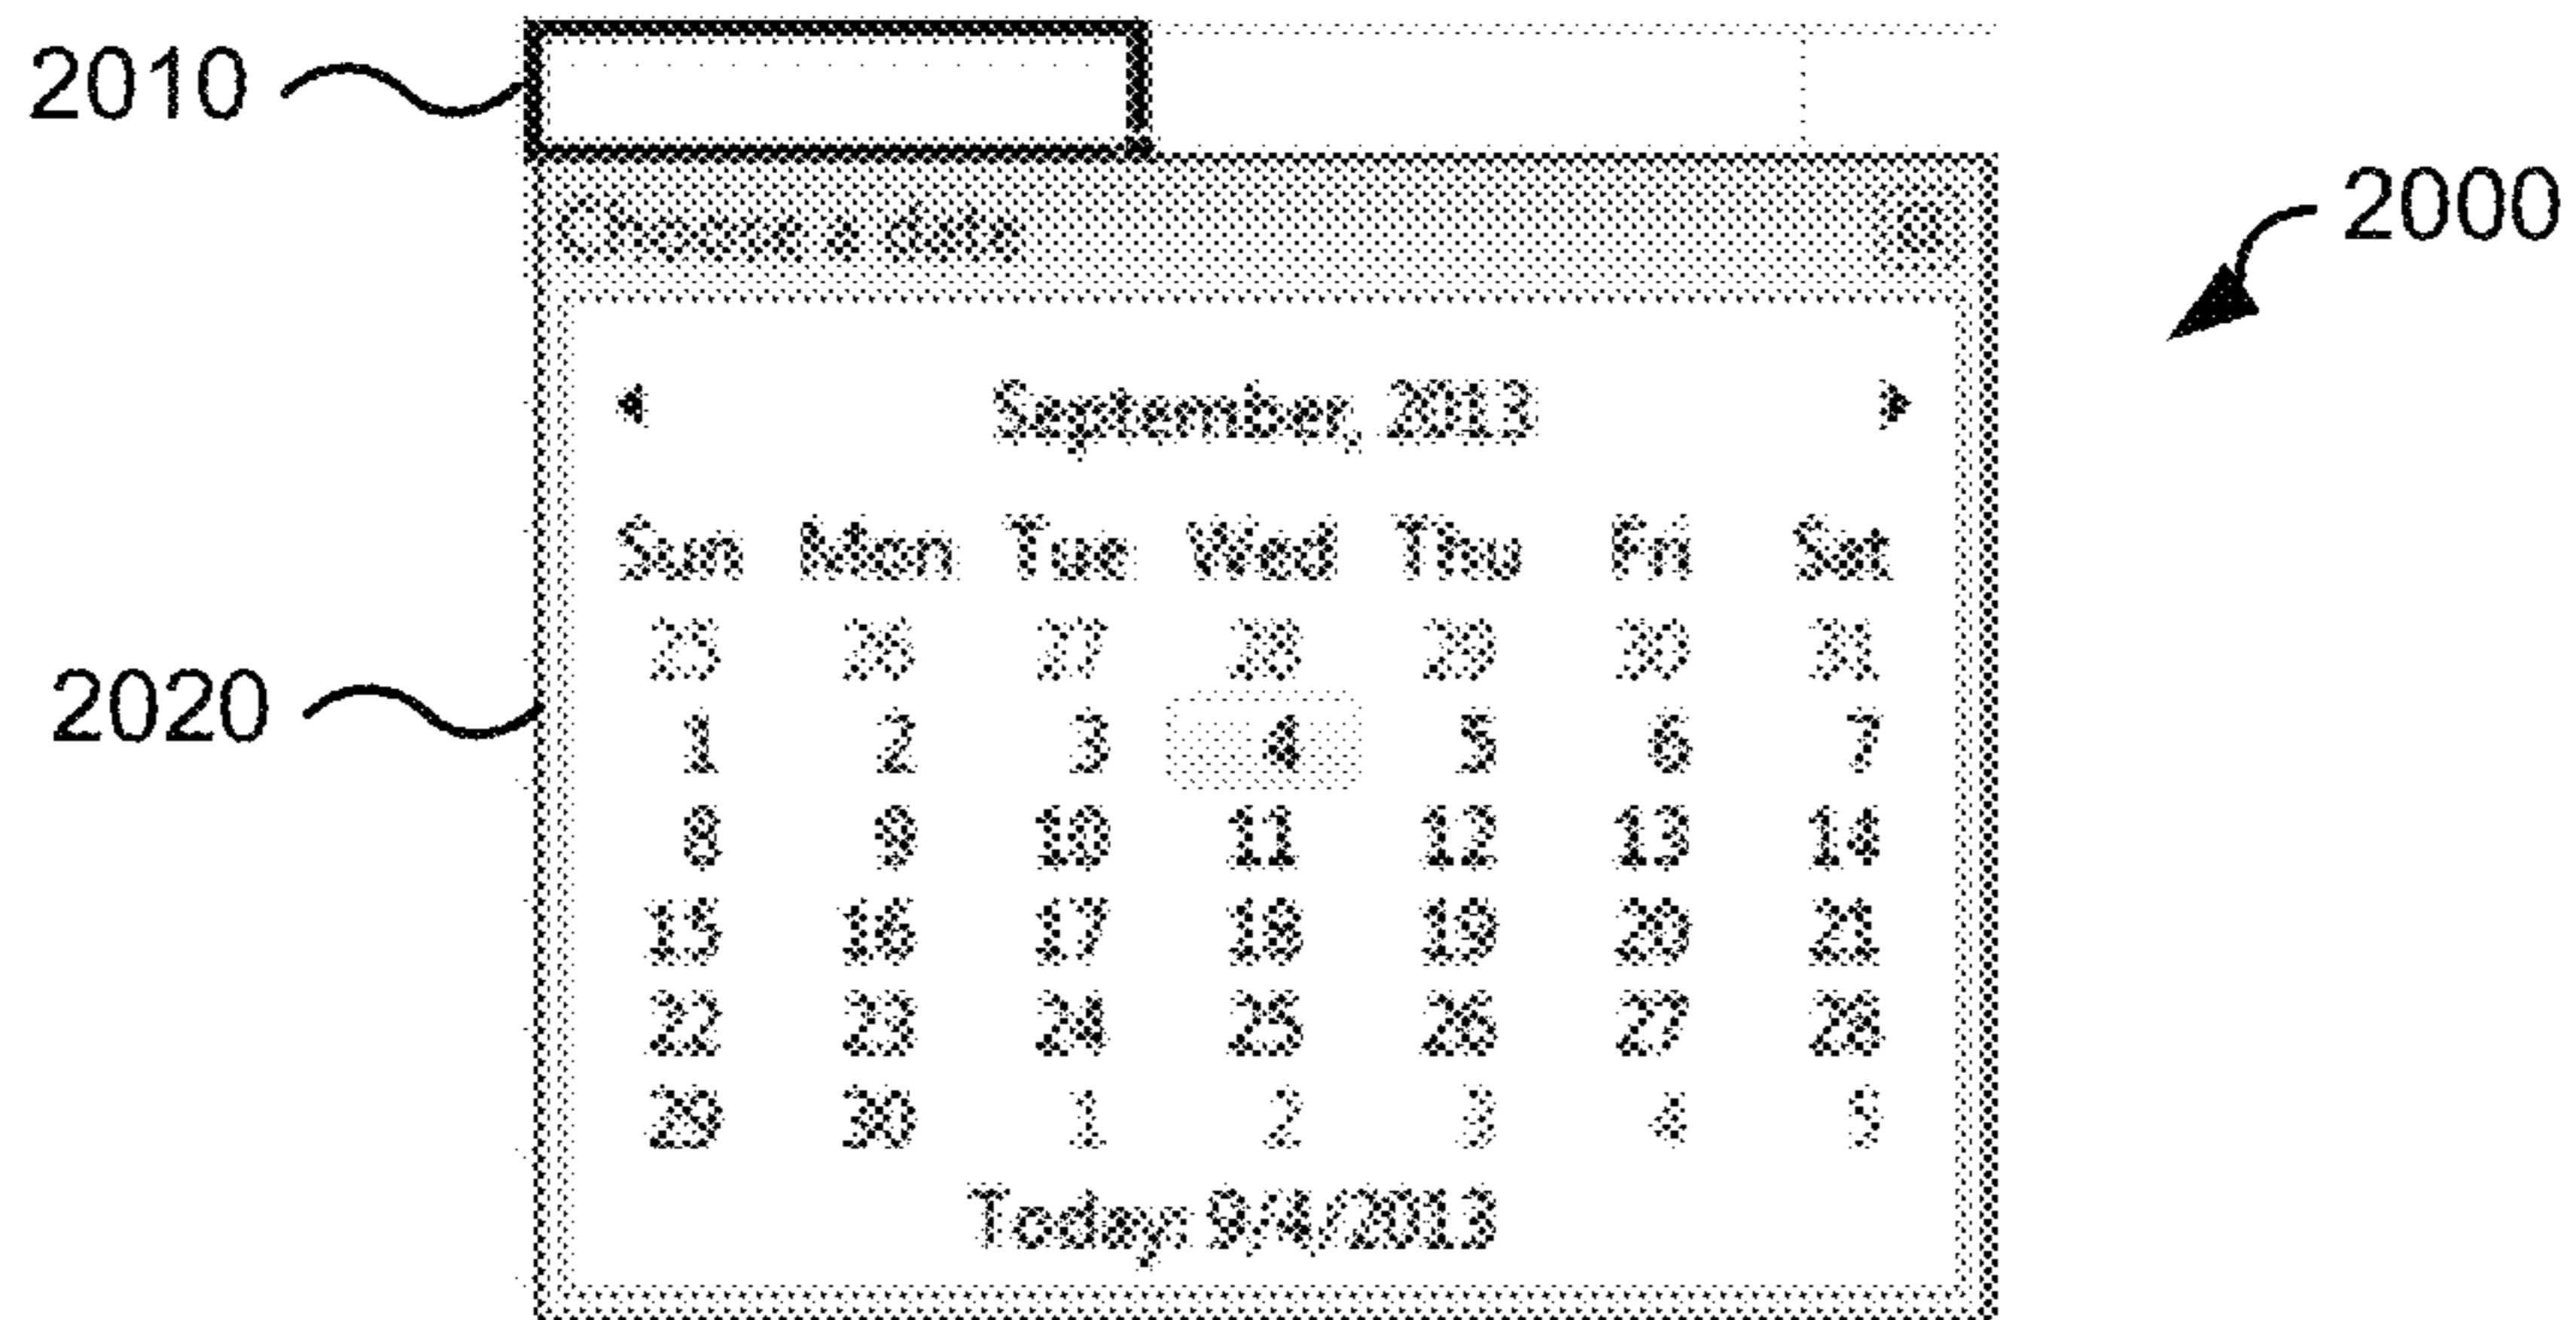 2010
Choose a date
2000
September, 2013
Sun Mon Tue Wed Thu Fri Sat
25 26 27 28 29 30 31
2020
1 2 3 4 5 6 7
8 9 10 11 12 13 14
15 16 17 18 19 20 21
22 23 24 25 26 27 28
29 30 1 2 3 4 5
Today: 9/4/2013